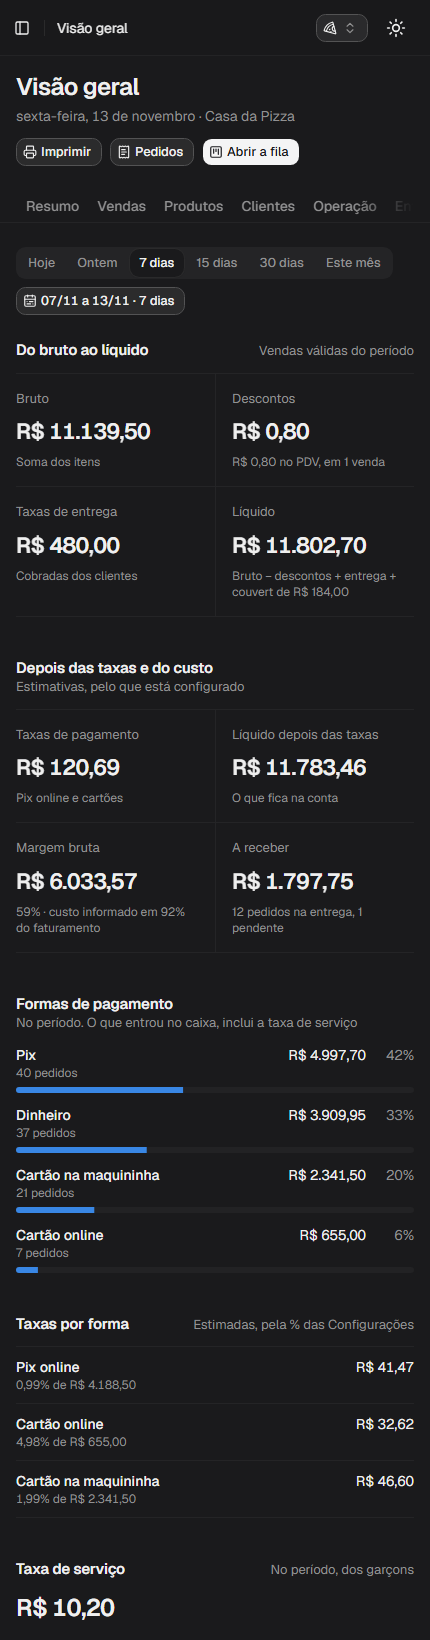 Visão geral
Visão geral
sexta-feira, 13 de novembro · Casa da Pizza
Imprimir
Pedidos
Abrir a fila
Resumo Vendas Produtos Clientes Operação En
Hoje Ontem 7 dias 15 dias 30 dias Este mês
07/11 a 13/11 · 7 dias
Do bruto ao líquido
Vendas válidas do período
Bruto
R$ 11.139,50
Soma dos itens
Descontos
R$ 0,80
R$ 0,80 no PDV, em 1 venda
Taxas de entrega
R$ 480,00
Cobradas dos clientes
Líquido
R$ 11.802,70
Bruto − descontos + entrega +
couvert de R$ 184,00
Depois das taxas e do custo
Estimativas, pelo que está configurado
Taxas de pagamento
R$ 120,69
Pix online e cartões
Líquido depois das taxas
R$ 11.783,46
O que fica na conta
Margem bruta
R$ 6.033,57
59% · custo informado em 92%
do faturamento
A receber
R$ 1.797,75
12 pedidos na entrega, 1
pendente
Formas de pagamento
No período. O que entrou no caixa, inclui a taxa de serviço
Pix R$ 4.997,70 42%
40 pedidos
Dinheiro R$ 3.909,95 33%
37 pedidos
Cartão na maquininha R$ 2.341,50 20%
21 pedidos
Cartão online R$ 655,00 6%
7 pedidos
Taxas por forma
Estimadas, pela % das Configurações
Pix online R$ 41,47
0,99% de R$ 4.188,50
Cartão online R$ 32,62
4,98% de R$ 655,00
Cartão na maquininha R$ 46,60
1,99% de R$ 2.341,50
Taxa de serviço
No período, dos garçons
R$ 10,20